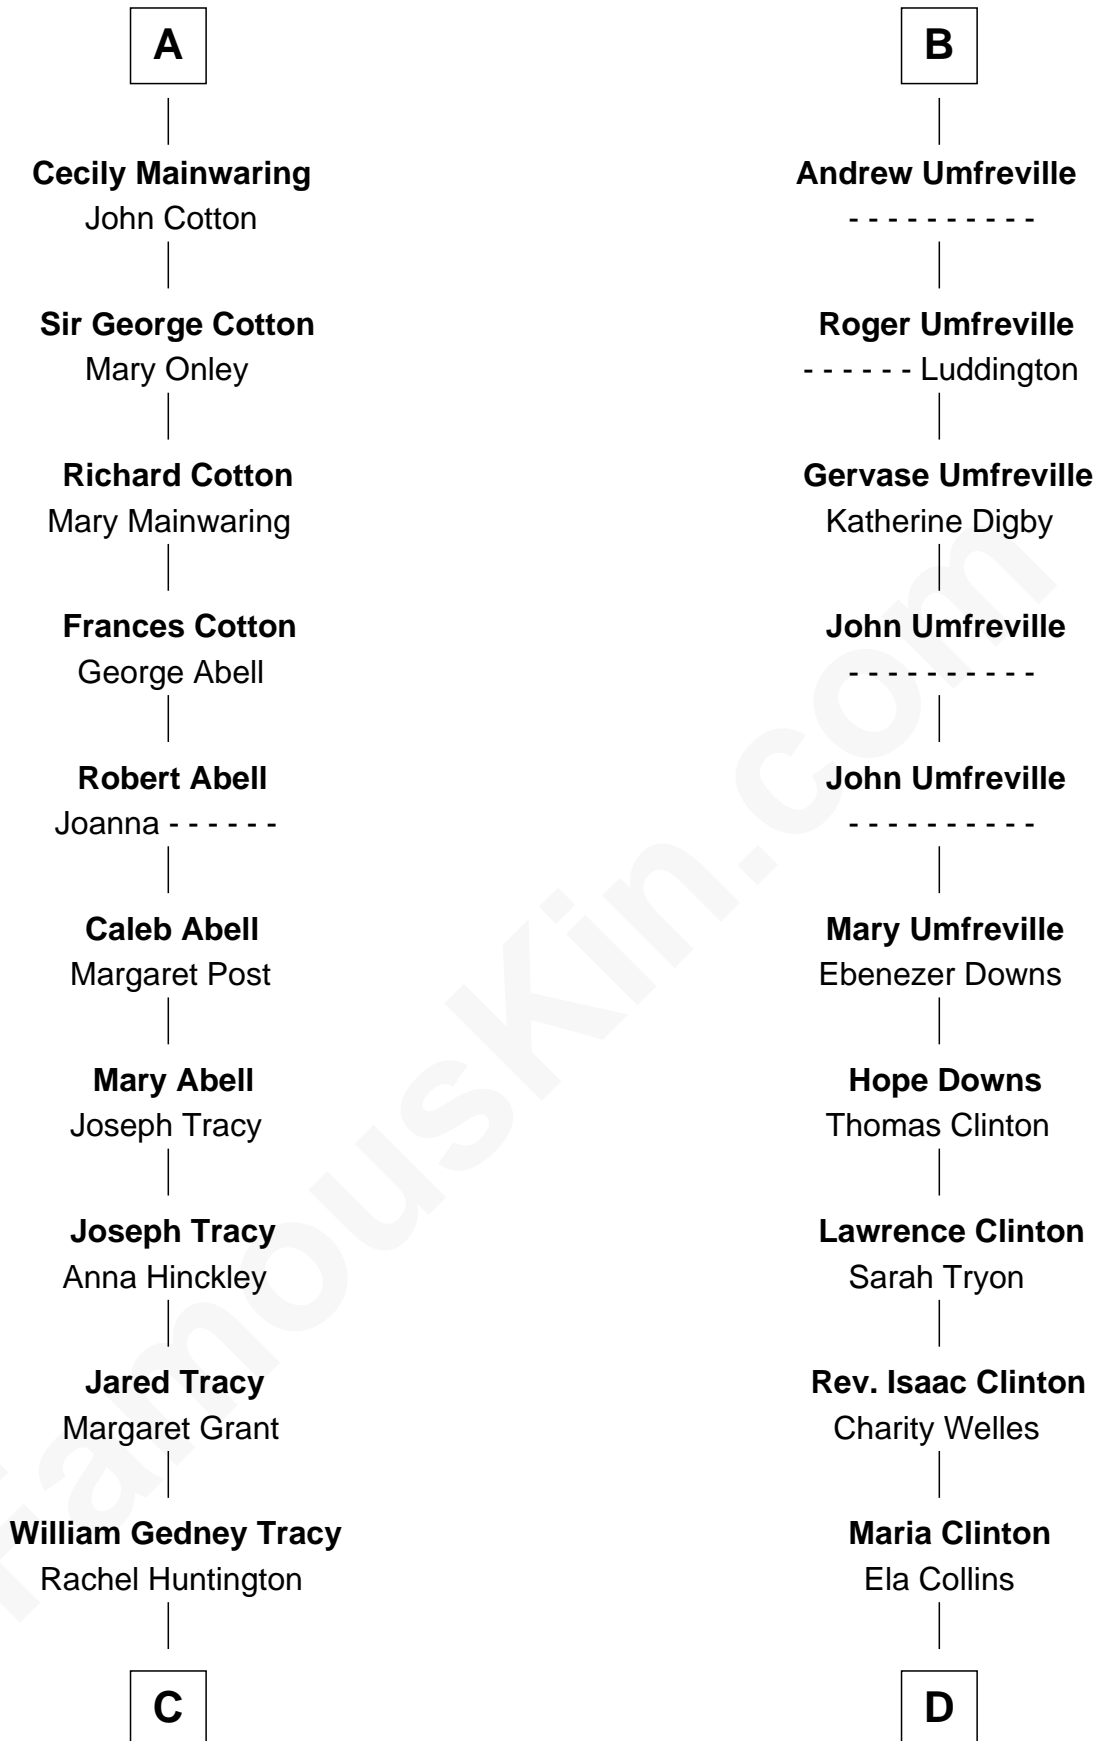 A
Cecily Mainwaring
John Cotton
Sir George Cotton
Mary Onley
Richard Cotton
Mary Mainwaring
Frances Cotton
George Abell
Robert Abell
Joanna - - - - - -
Caleb Abell
Margaret Post
Mary Abell
Joseph Tracy
Joseph Tracy
Anna Hinckley
Jared Tracy
Margaret Grant
William Gedney Tracy
Rachel Huntington
C
B
Andrew Umfreville
- - - - - - - - - -
Roger Umfreville
- - - - - - Luddington
Gervase Umfreville
Katherine Digby
John Umfreville
- - - - - - - - - -
John Umfreville
- - - - - - - - - -
Mary Umfreville
Ebenezer Downs
Hope Downs
Thomas Clinton
Lawrence Clinton
Sarah Tryon
Rev. Isaac Clinton
Charity Welles
Maria Clinton
Ela Collins
D
FamousKin.com